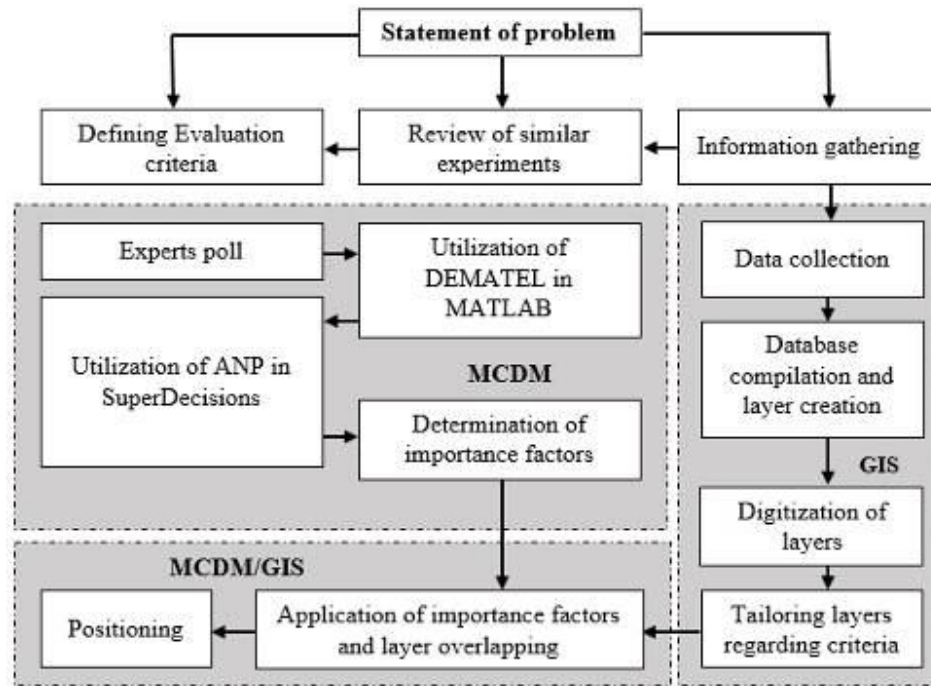 Statement of problem
Defining Evaluation
criteria
Review of similar
experiments
Information gathering
Experts poll
Utilization of
DEMATEL in
MATLAB
Data collection
Utilization of ANP in
SuperDecisions
MCDM
Database
compilation and
layer creation
Determination of
importance factors
GIS
Digitization of
layers
MCDM/GIS
Positioning
Application of importance factors
and layer overlapping
Tailoring layers
regarding criteria